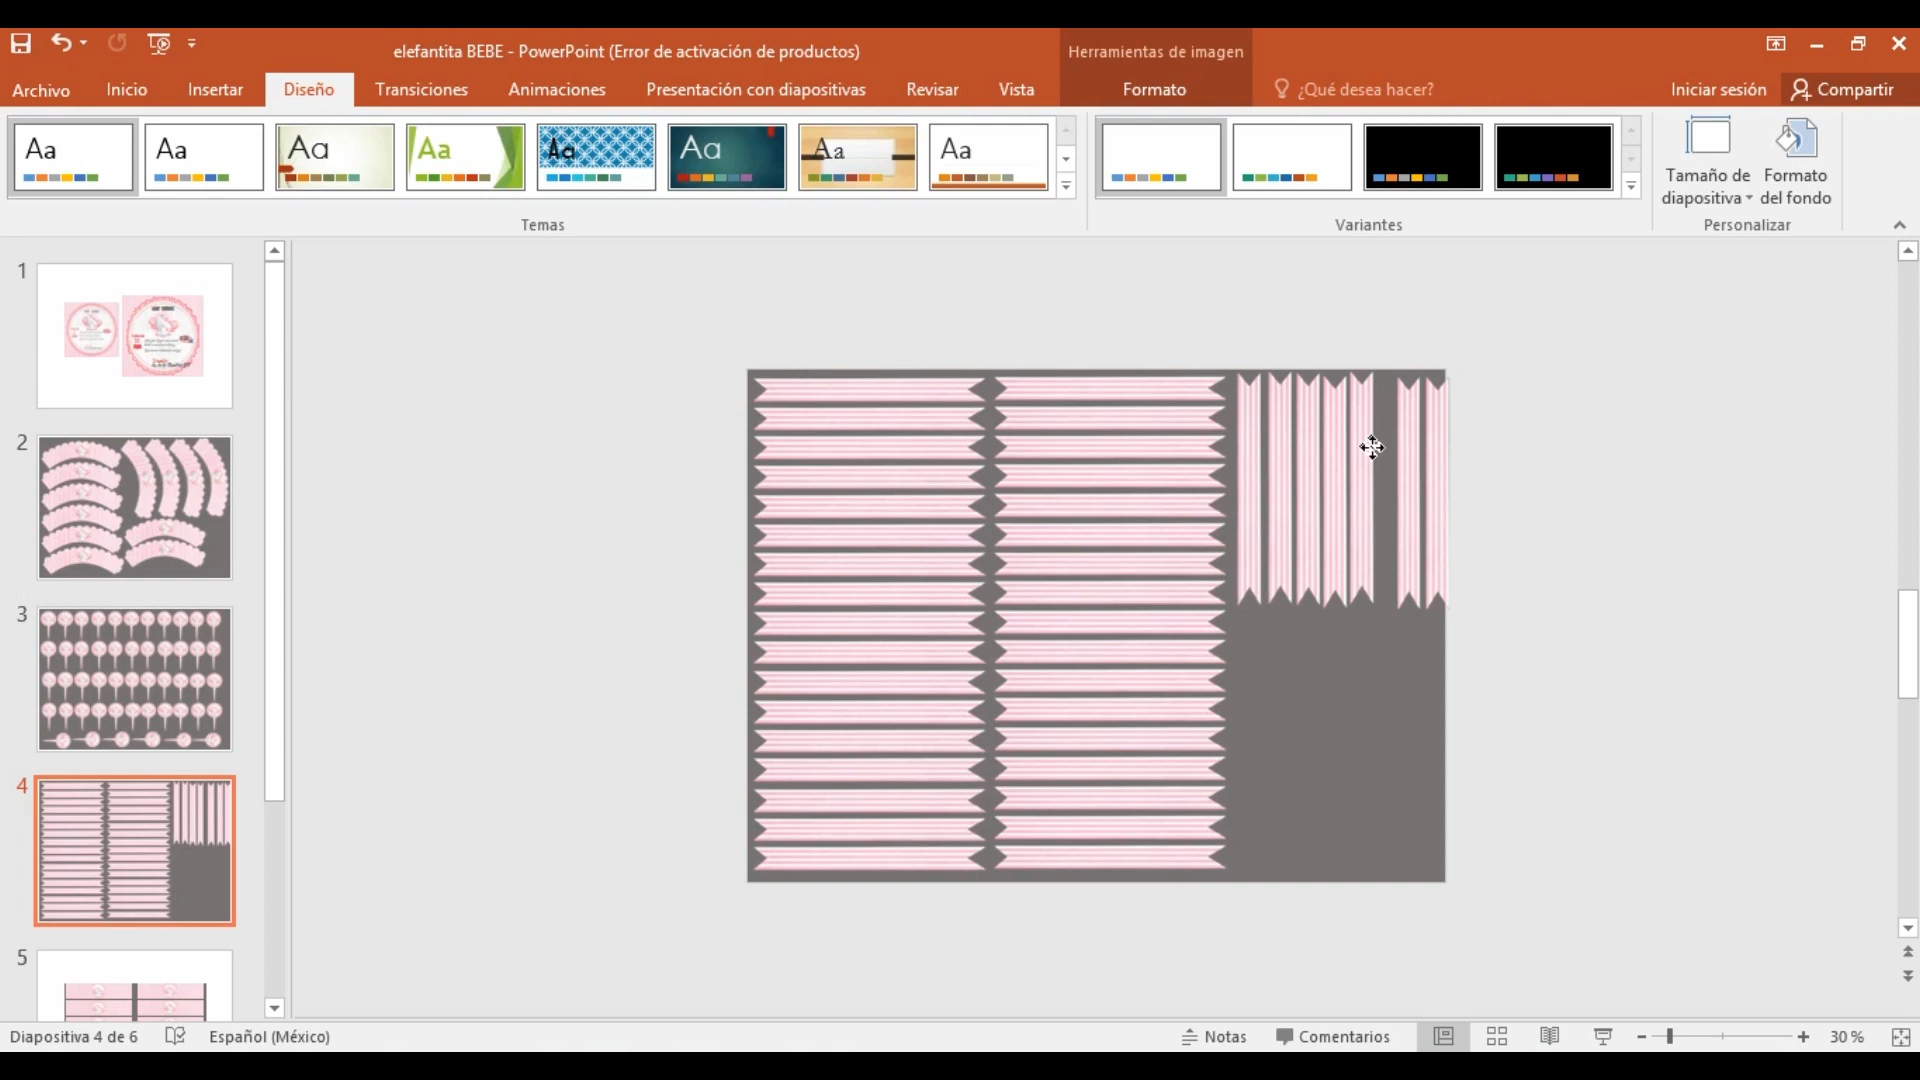 elefantita BEBE - PowerPoint (Error de activación de productos)
Herramientas de imagen
Archivo
Inicio
Insertar
Diseño
Transiciones
Animaciones
Presentación con diapositivas
Revisar
Vista
Formato
¿Qué desea hacer?
Iniciar sesión
Compartir
Aa
Aa
Aa
Aa
Aa
Aa
Aa
Aa
Tamaño de
diapositiva
Formato
del fondo
Temas
Variantes
Personalizar
1
2
3
4
5
Diapositiva 4 de 6
Español (México)
Notas
Comentarios
30 %